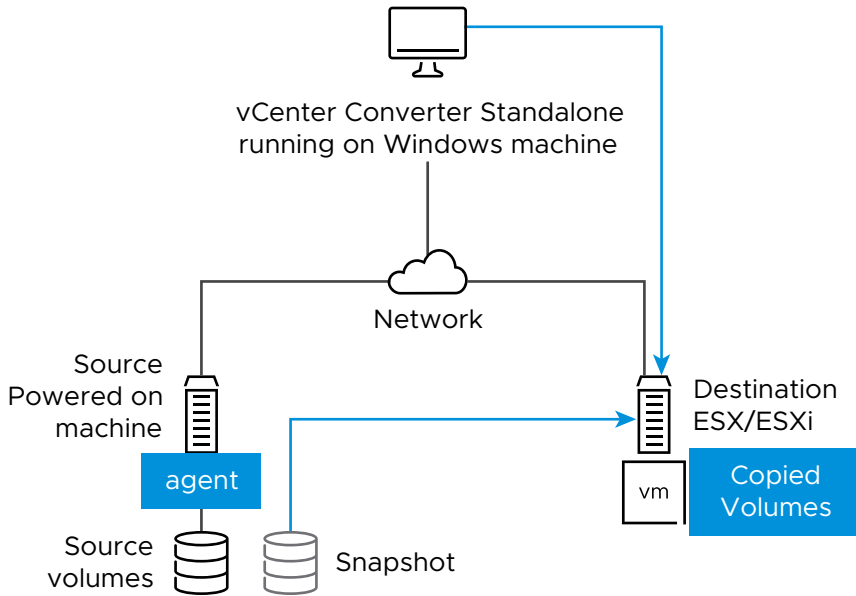 vCenter Converter Standalone
running on Windows machine
Network
Source
Powered on
machine
agent
Source
volumes
Snapshot
Destination
ESX/ESXi
vm
Copied
Volumes